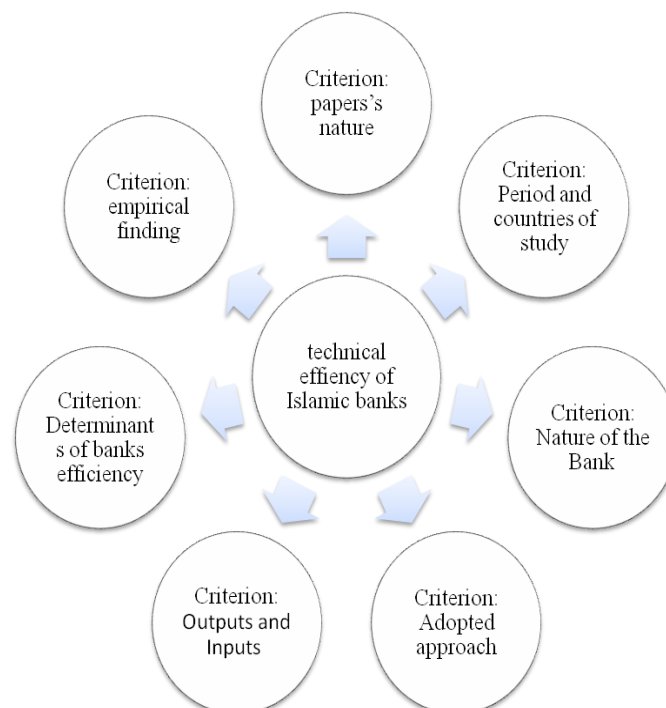 Criterion:
papers's
nature
Criterion:
Period and
countries of
study
Criterion:
Nature of the
Bank
Criterion:
Adopted
approach
Criterion:
Outputs and
Inputs
Criterion:
Determinant
s of banks
efficiency
Criterion:
empirical
finding
technical
effiency of
Islamic banks